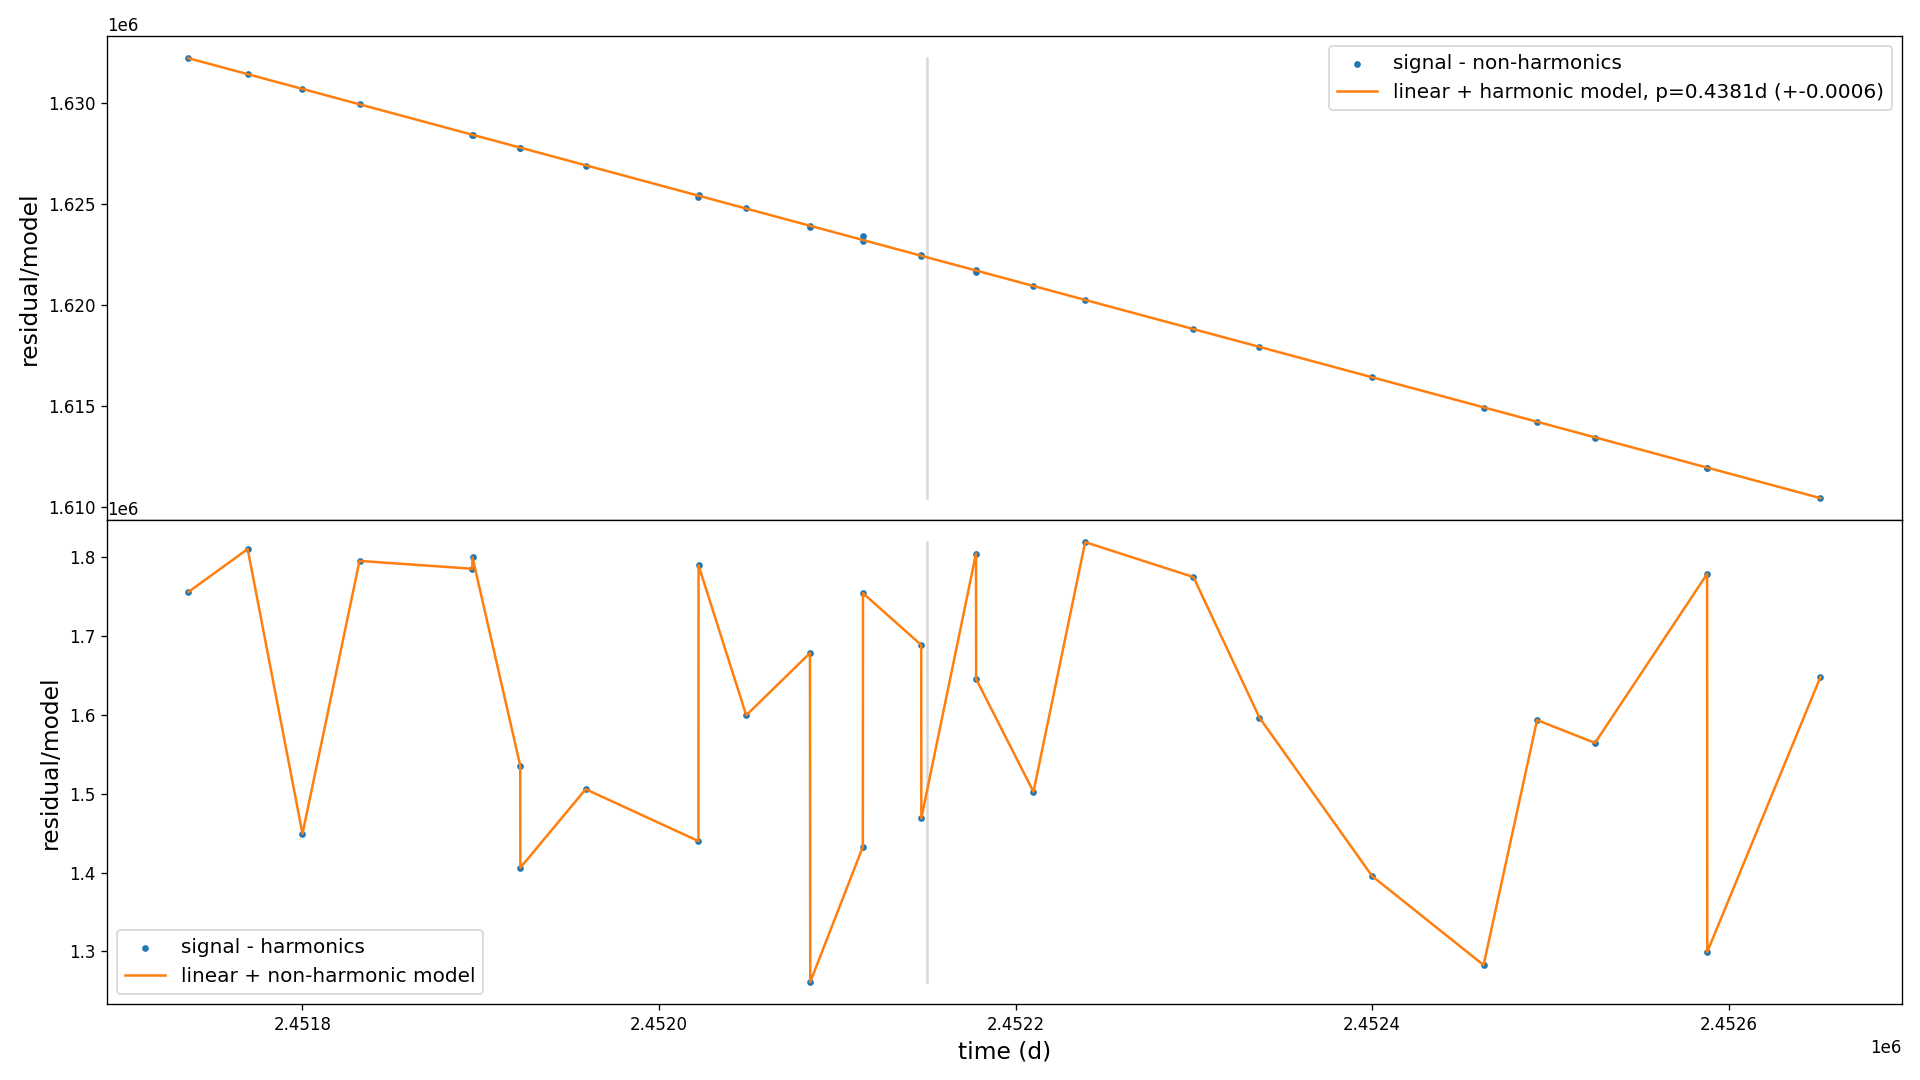 1e6
signal - non-harmonics
linear + harmonic model, p=0.4381d (+-0.0006)
1.630
1.625
1.620
1.615
1.610
residual/model
1e6
1.8
1.7
1.6
1.5
1.4
1.3
residual/model
signal - harmonics
linear + non-harmonic model
2.4518
2.4520
2.4522
2.4524
2.4526
time (d)
1e6